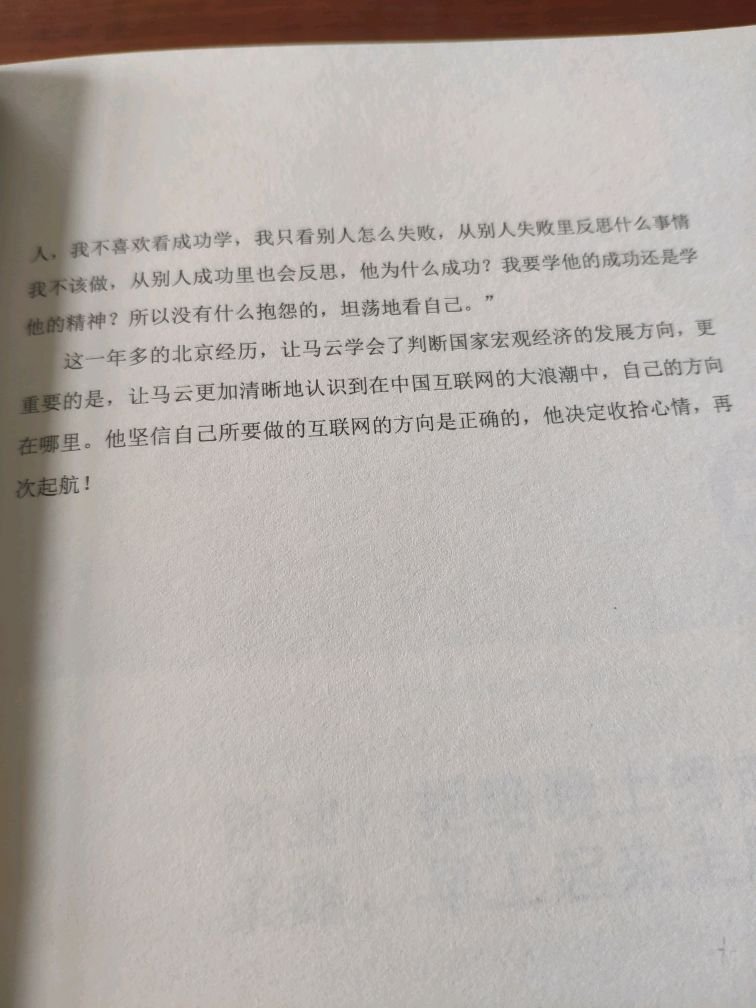 人，我不喜欢看成功学，我只看别人怎么失败，从别人失败里反思什么事情
我不该做，从别人成功里也会反思，他为什么成功？我要学他的成功还是学
他的精神？所以没有什么抱怨的，坦荡地看自己。”
这一年多的北京经历，让马云学会了判断国家宏观经济的发展方向，更
重要的是，让马云更加清晰地认识到在中国互联网的大浪潮中，自己的方向
在哪里。他坚信自己所要做的互联网的方向是正确的，他决定收拾心情，再
次起航！